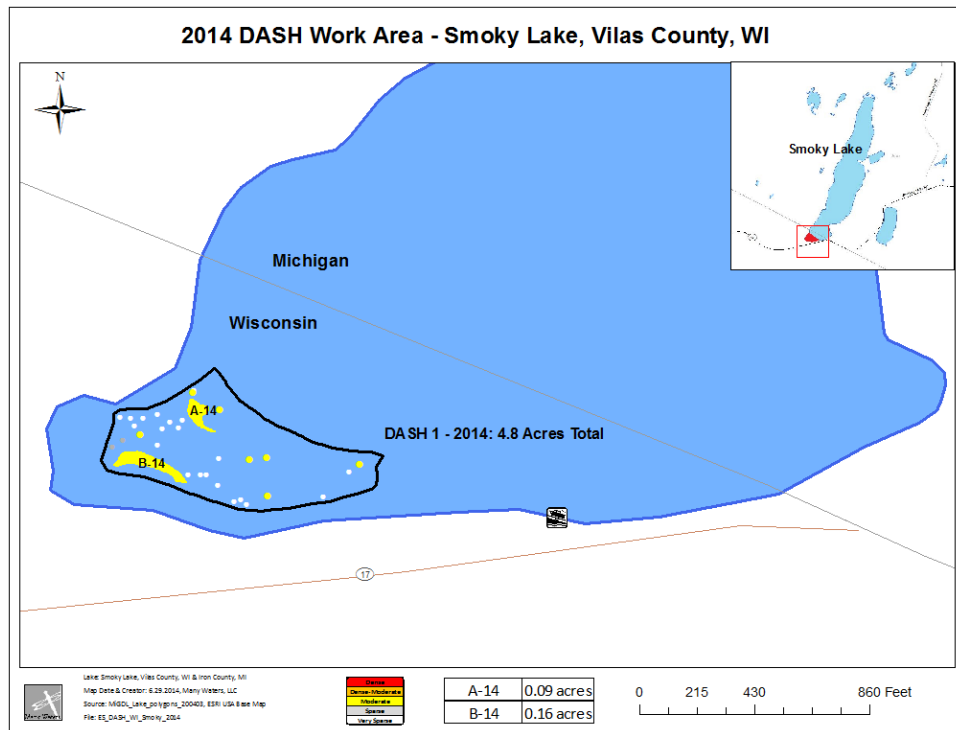 2014 DASH Work Area - Smoky Lake, Vilas County, WI
N
Smoky Lake
Michigan
Wisconsin
A-14
DASH 1 - 2014: 4.8 Acres Total
B-14
17
Lake: Smoky Lake, Vilas County, WI & Iron County, MI
Map Date & Creator: 6.29.2014, Many Waters, LLC
Source: MiGDL_Lake_polygons_200403, ESRI USA Base Map
File: ES_DASH_WI_Smoky_2014
Many Waters
Dense
Dense-Moderate
Moderate
Sparse
Very Sparse
A-14 0.09 acres
B-14 0.16 acres
0 215 430 860 Feet